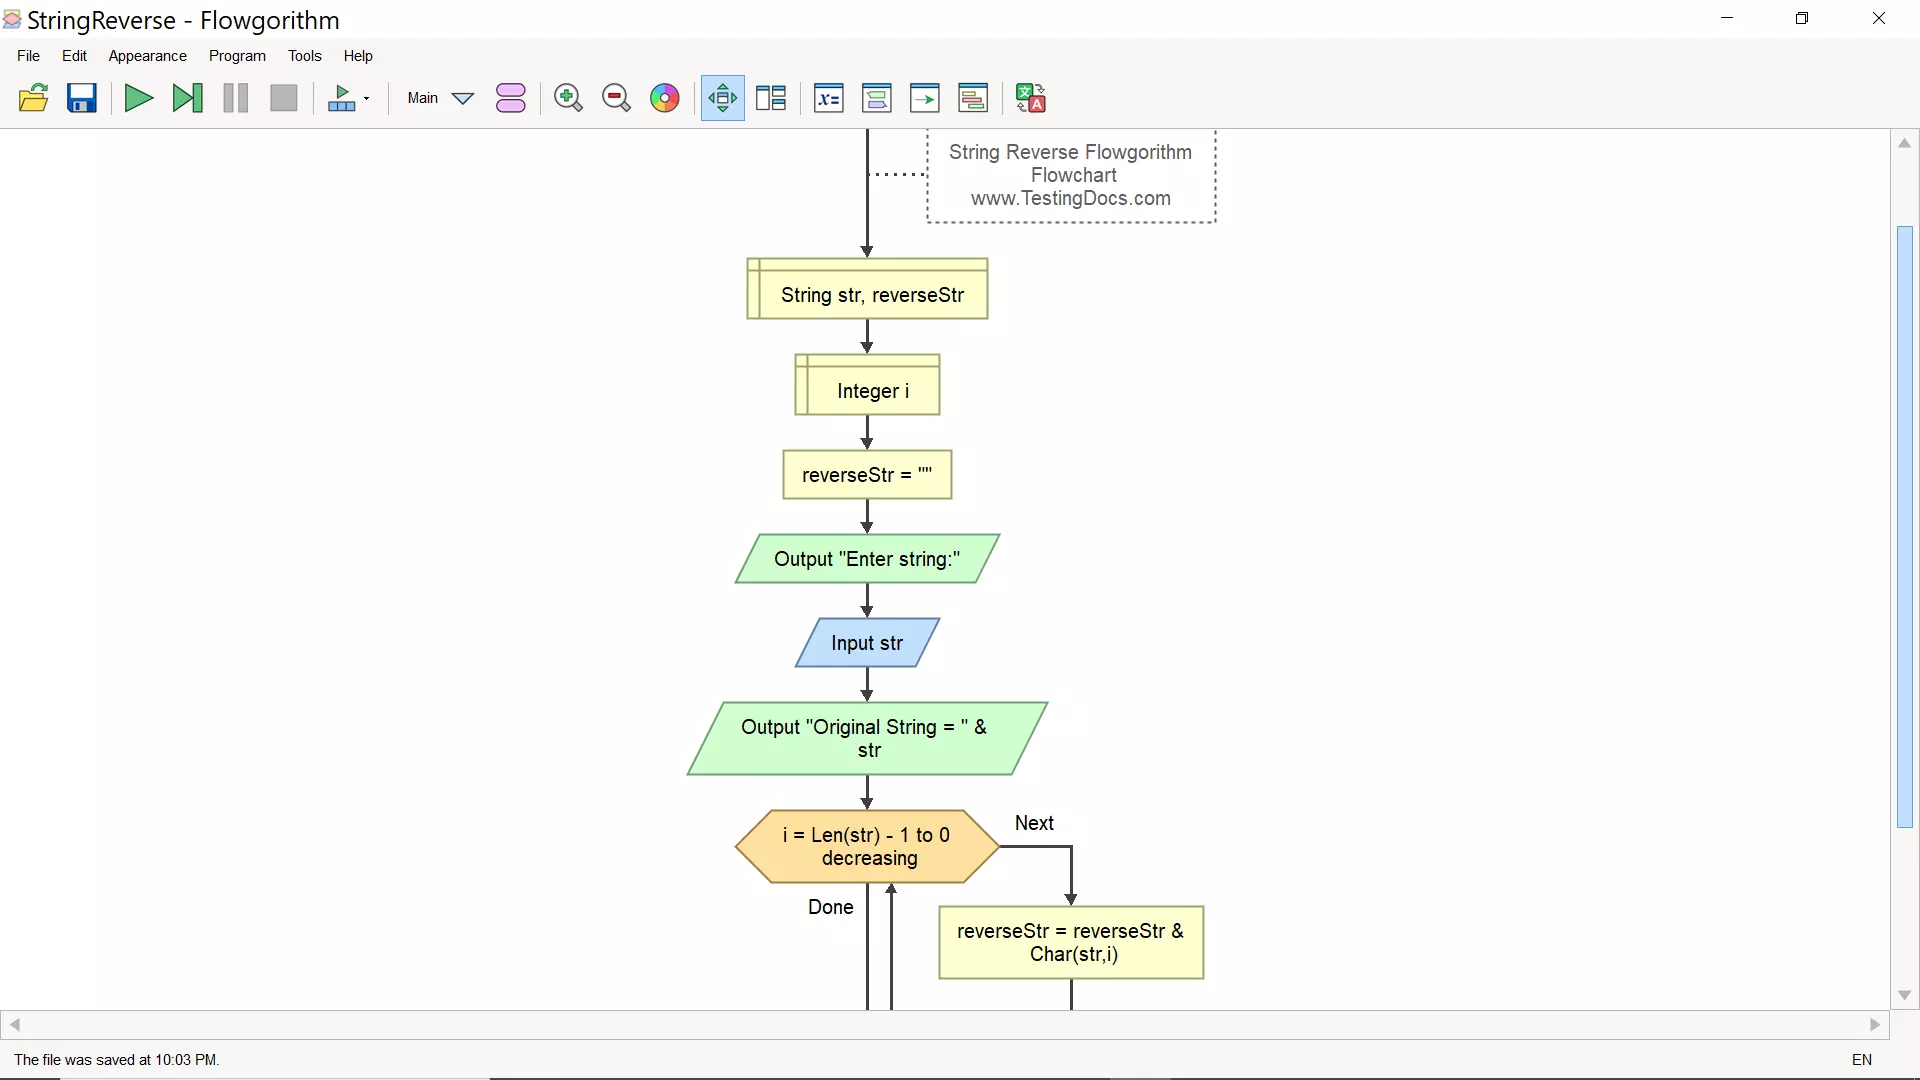 StringReverse - Flowgorithm
File Edit Appearance Program Tools Help
Main
x=
文
A
String Reverse Flowgorithm
Flowchart
www.TestingDocs.com
String str, reverseStr
Integer i
reverseStr = ""
Output "Enter string:"
Input str
Output "Original String = " &
str
i = Len(str) - 1 to 0
decreasing
Next
Done
reverseStr = reverseStr &
Char(str,i)
The file was saved at 10:03 PM.
EN